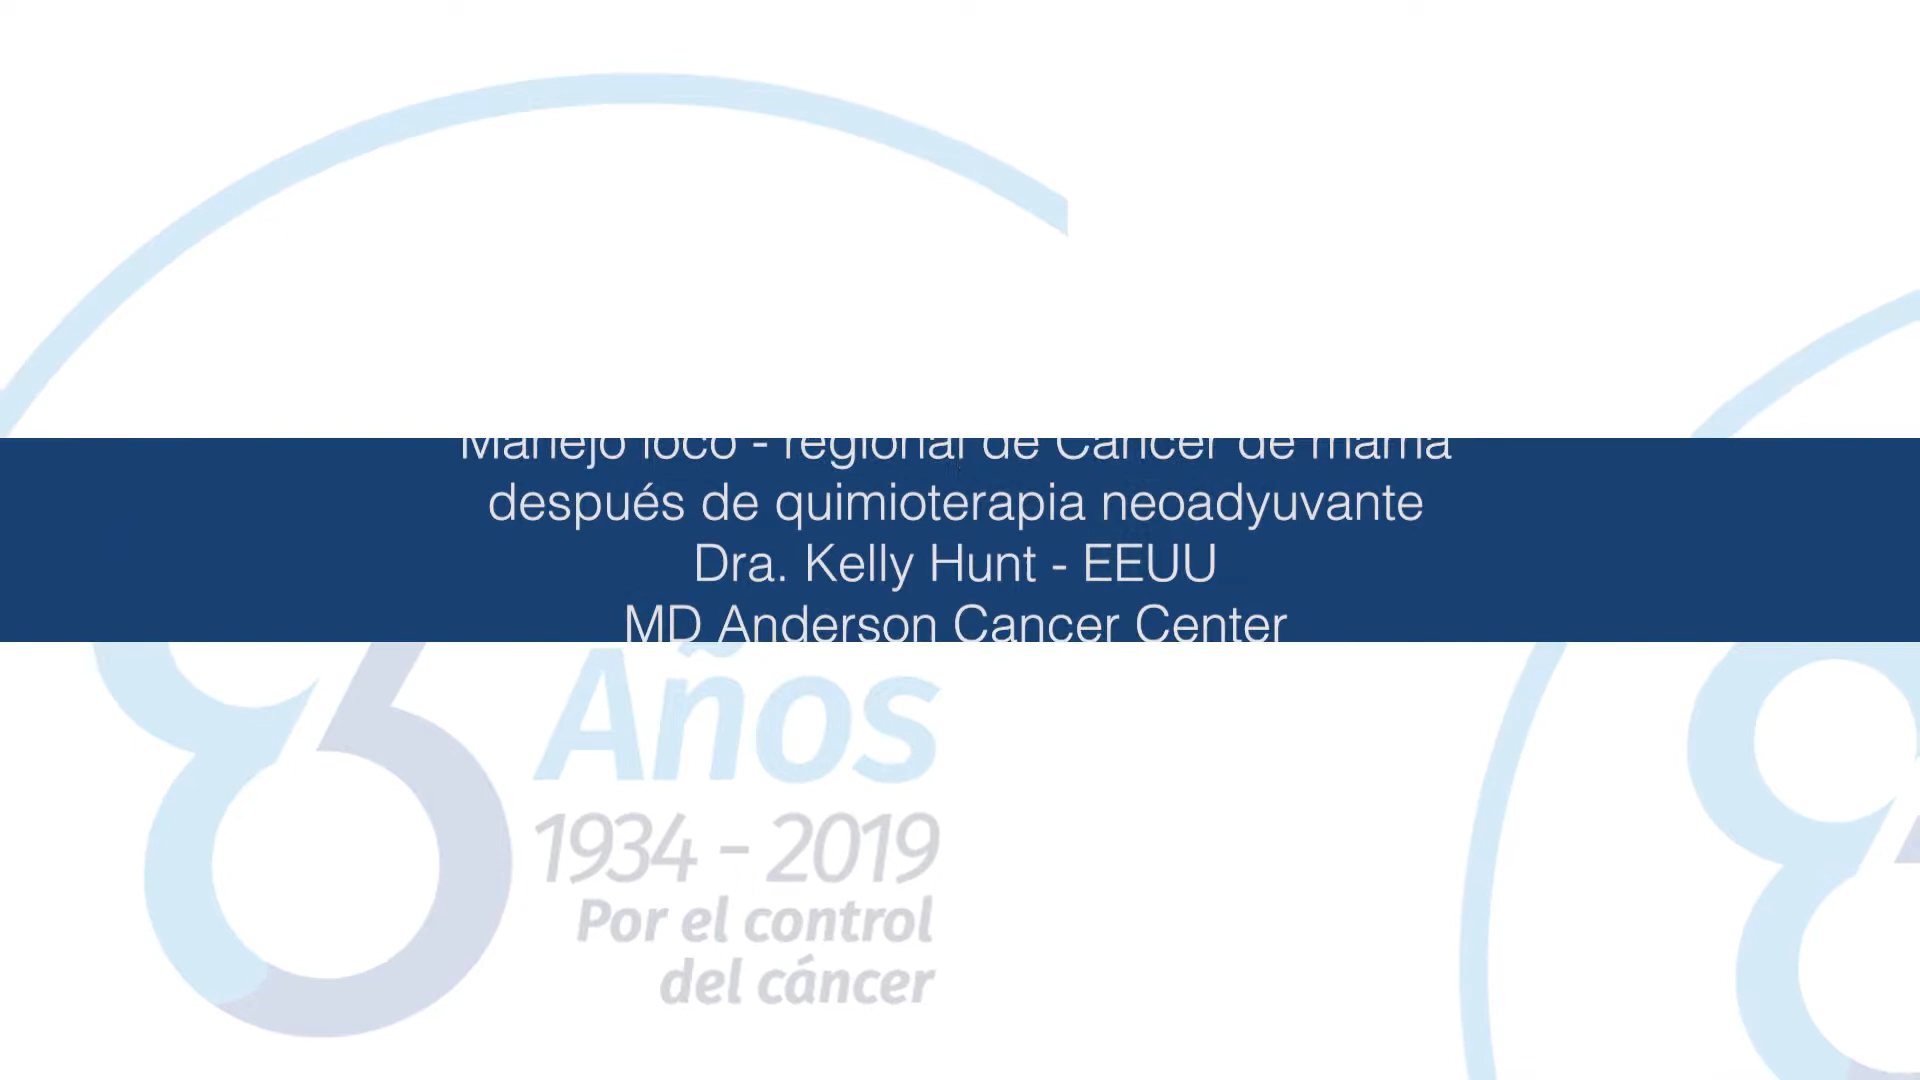 Manejo loco - regional de Cáncer de mama
después de quimioterapia neoadyuvante
Dra. Kelly Hunt - EEUU
MD Anderson Cancer Center
Años
1934 - 2019
Por el control
del cáncer